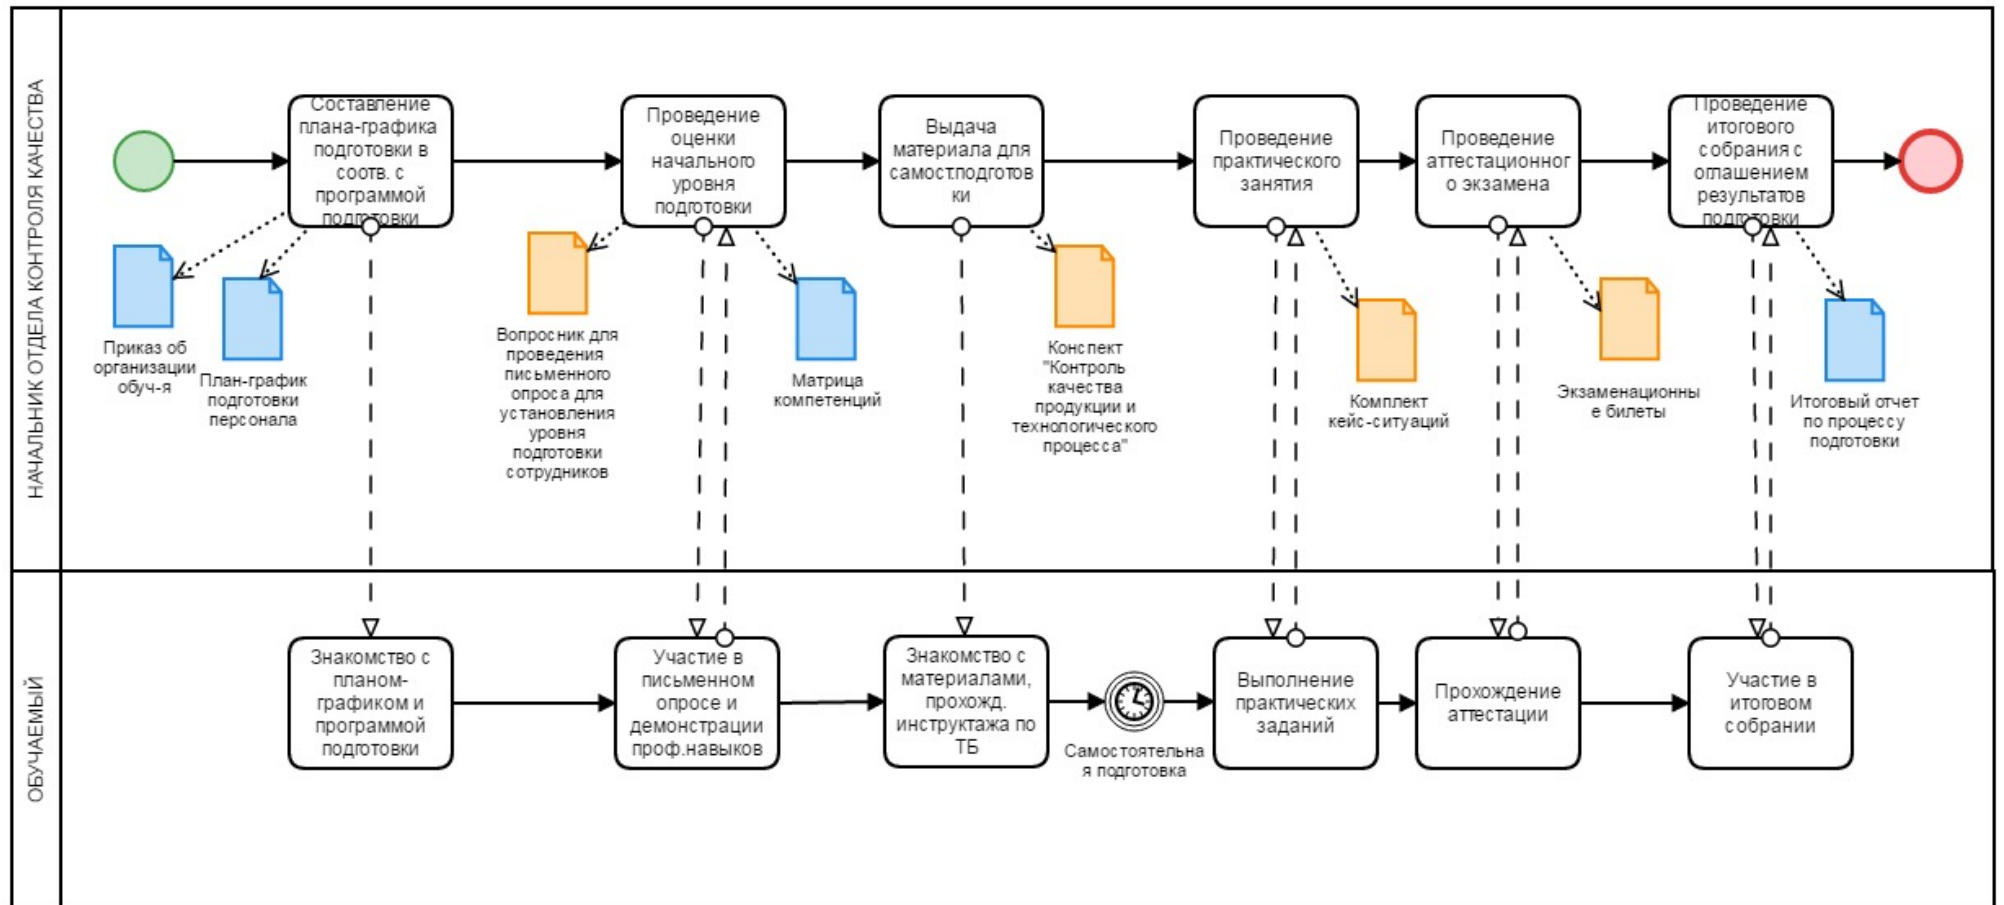 НАЧАЛЬНИК ОТДЕЛА КОНТРОЛЯ КАЧЕСТВА
Составление
плана-графика
подготовки в
соотв. с
программой
подготовки
Проведение
оценки
начального
уровня
подготовки
Выдача
материала для
самост.подготов
ки
Проведение
практического
занятия
Проведение
аттестационног
о экзамена
Проведение
итогового
собрания с
оглашением
результатов
подготовки
Приказ об
организации
обуч-я
План-график
подготовки
персонала
Вопросник для
проведения
письменного
опроса для
установления
уровня
подготовки
сотрудников
Матрица
компетенций
Конспект
"Контроль
качества
продукции и
технологического
процесса"
Комплект
кейс-ситуаций
Экзаменационны
е билеты
Итоговый отчет
по процессу
подготовки
ОБУЧАЕМЫЙ
Знакомство с
планом-
графиком и
программой
подготовки
Участие в
письменном
опросе и
демонстрации
проф.навыков
Знакомство с
материалами,
прохожд.
инструктажа по
ТБ
Самостоятельна
я подготовка
Выполнение
практических
заданий
Прохождение
аттестации
Участие в
итоговом
собрании